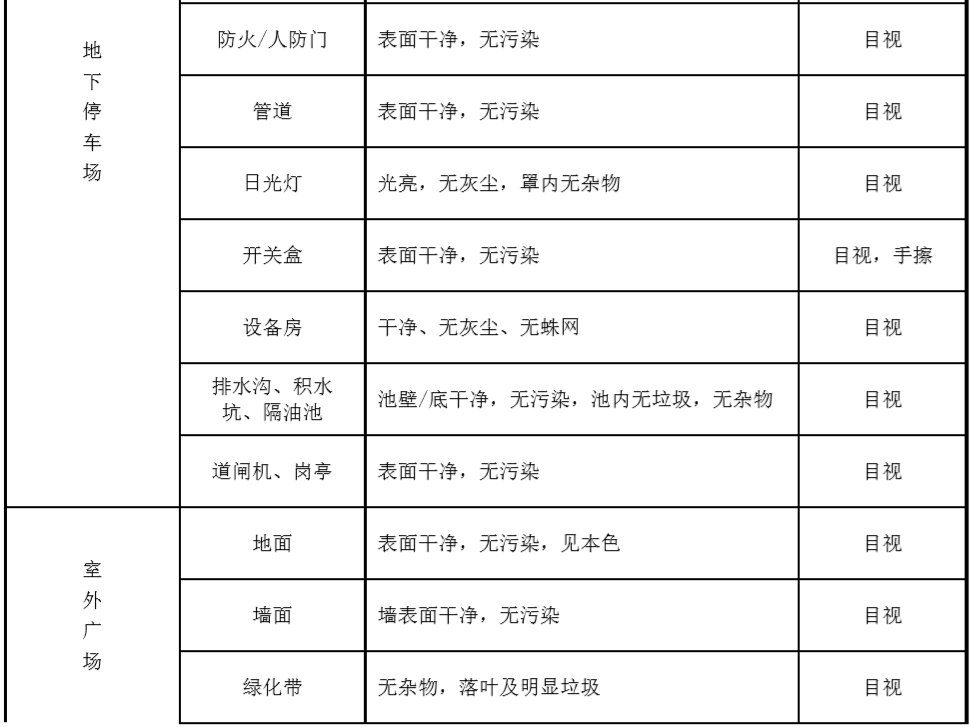 地
下
停
车
场
防火/人防门
表面干净，无污染
目视
管道
表面干净，无污染
目视
日光灯
光亮，无灰尘，罩内无杂物
目视
开关盒
表面干净，无污染
目视，手擦
设备房
干净、无灰尘、无蛛网
目视
排水沟、积水
坑、隔油池
池壁/底干净，无污染，池内无垃圾，无杂物
目视
道闸机、岗亭
表面干净，无污染
目视
室
外
广
场
地面
表面干净，无污染，见本色
目视
墙面
墙表面干净，无污染
目视
绿化带
无杂物，落叶及明显垃圾
目视